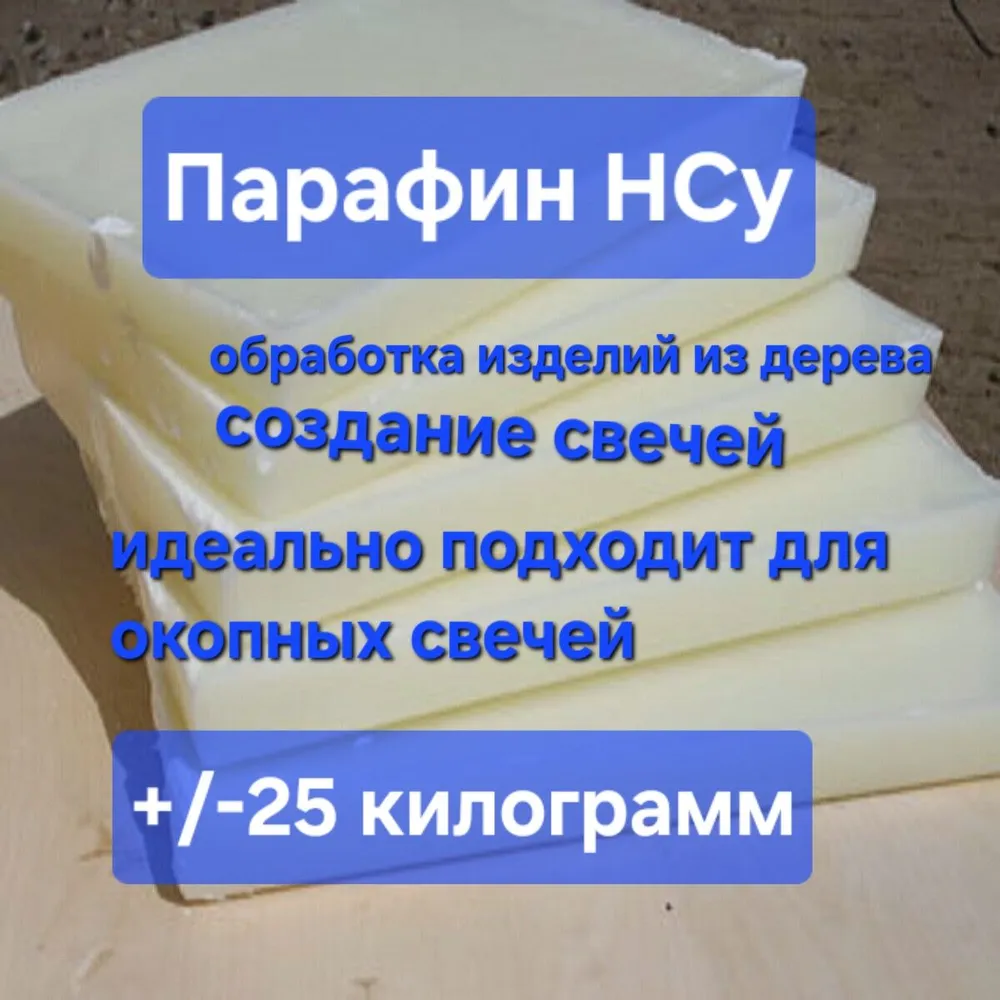 Парафин НСу
обработка изделий из дерева
создание свечей
идеально подходит для
окопных свечей
+/-25 килограмм